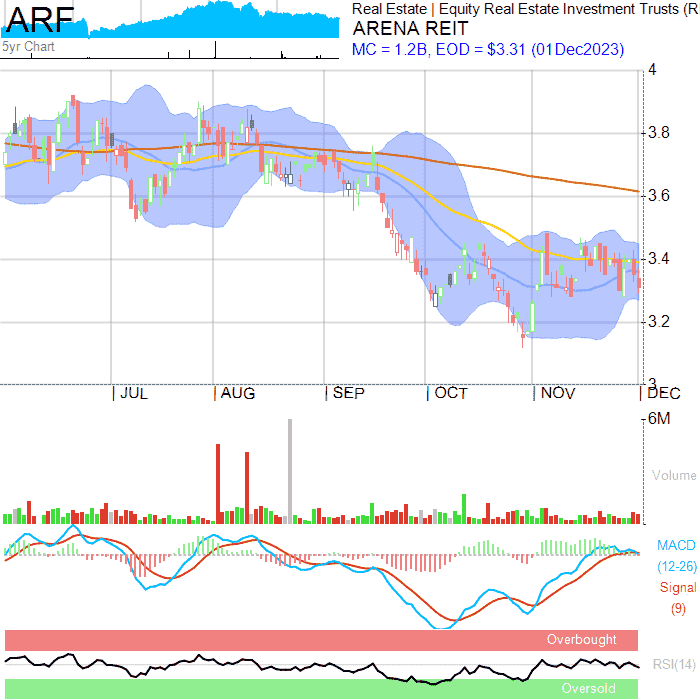 ARF
5yr Chart
Real Estate | Equity Real Estate Investment Trusts (R
ARENA REIT
MC = 1.2B, EOD = $3.31 (01Dec2023)
4
3.8
3.6
3.4
3.2
3
JUL AUG SEP OCT NOV DEC
6M
Volume
MACD
(12-26)
Signal
(9)
Overbought
RSI(14)
Oversold